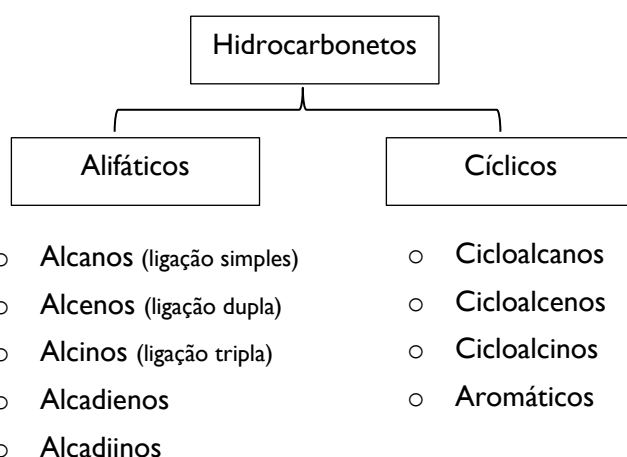 Hidrocarbonetos
Alifáticos
Cíclicos
o Alcanos (ligação simples)
o Alcenos (ligação dupla)
o Alcinos (ligação tripla)
o Alcadienos
o Alcadiinos
o Cicloalcanos
o Cicloalcenos
o Cicloalcinos
o Aromáticos